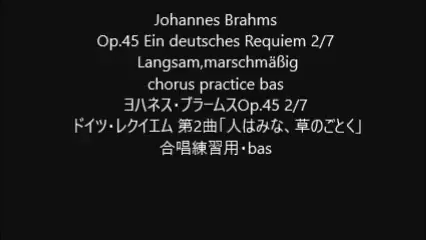 Johannes Brahms
Op.45 Ein deutsches Requiem 2/7
Langsam,marschmäßig
chorus practice bas
ヨハネス・ブラームスOp.45 2/7
ドイツ・レクイエム 第2曲「人はみな、草のごとく」
合唱練習用・bas